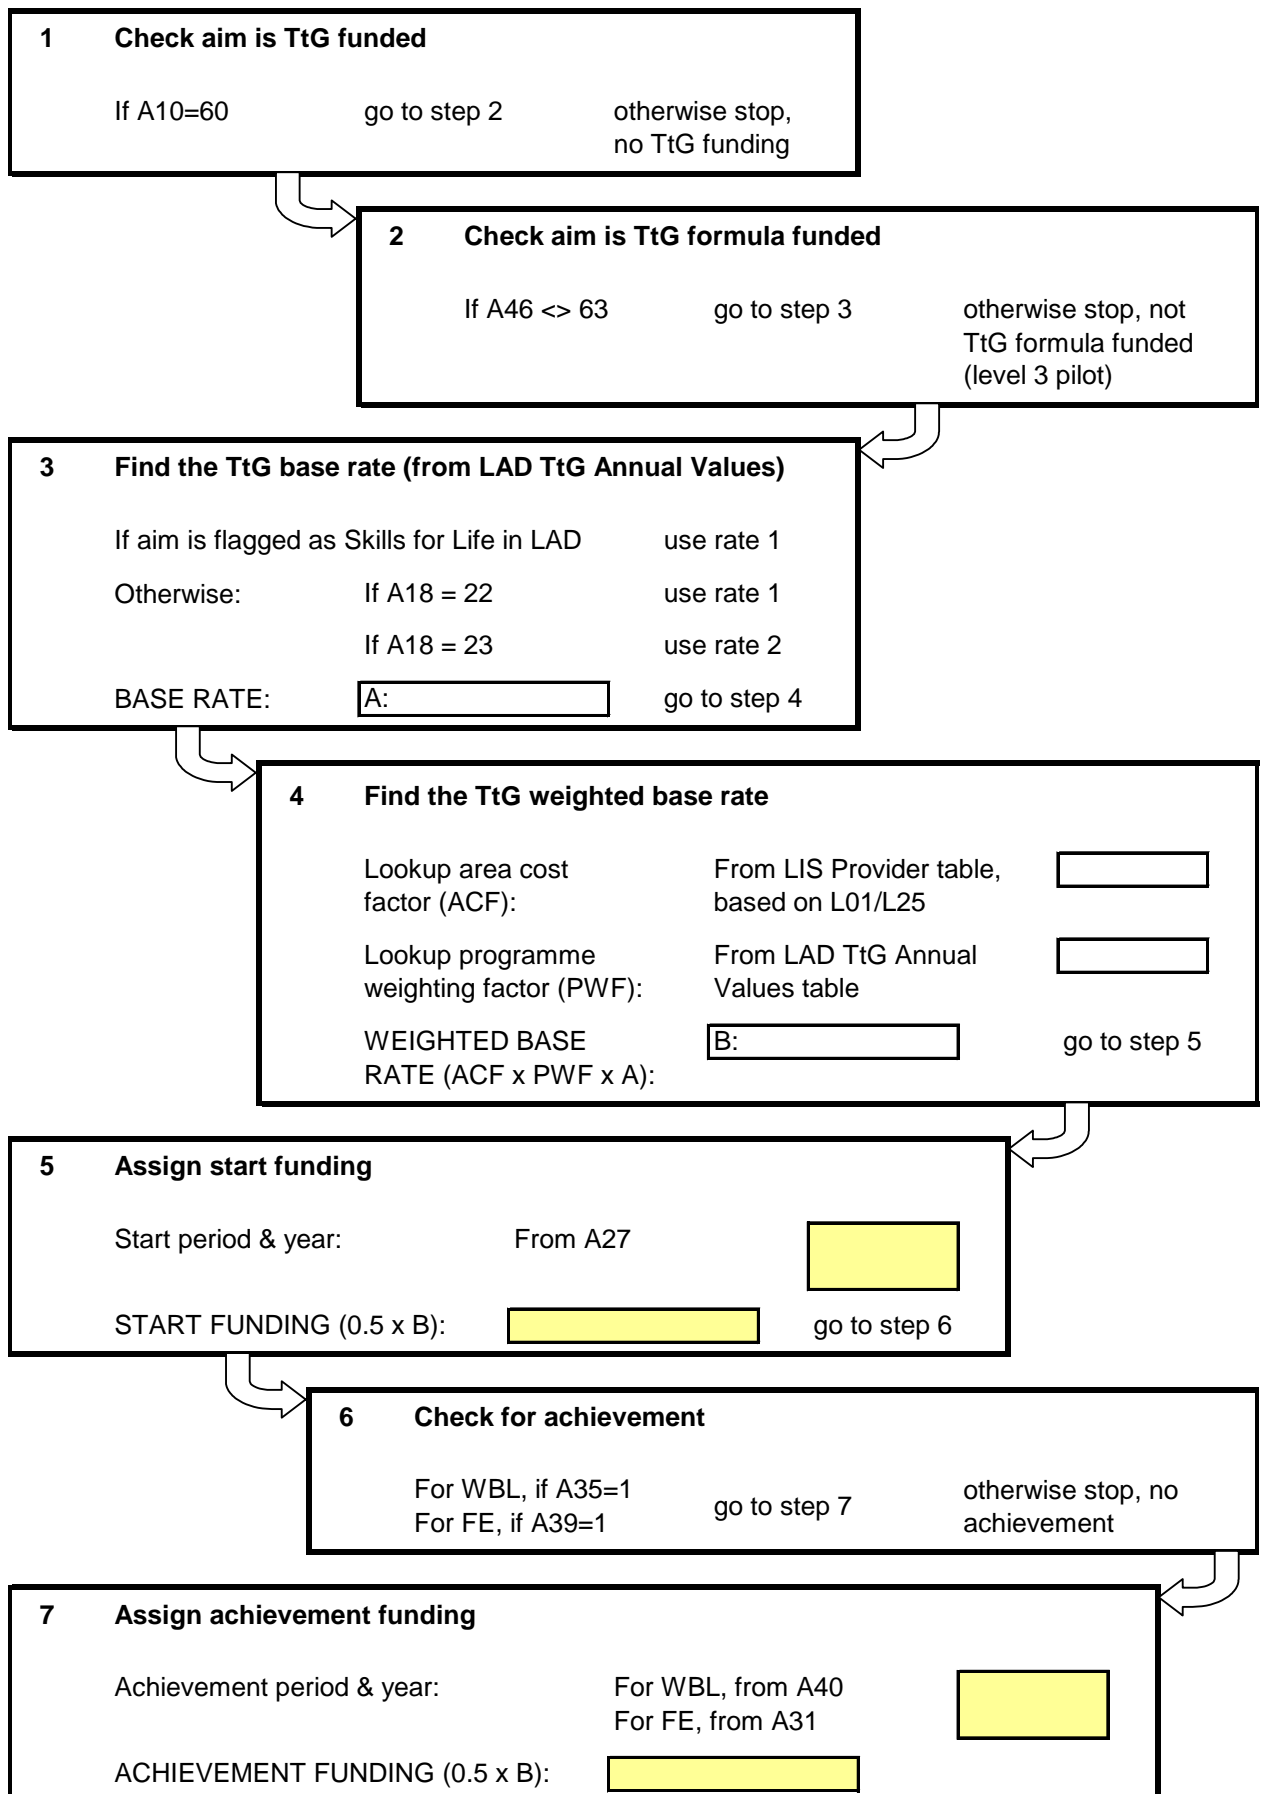 1 Check aim is TtG funded
If A10=60 go to step 2 otherwise stop,
no TtG funding
2 Check aim is TtG formula funded
If A46 <> 63 go to step 3 otherwise stop, not
TtG formula funded
(level 3 pilot)
3 Find the TtG base rate (from LAD TtG Annual Values)
If aim is flagged as Skills for Life in LAD use rate 1
Otherwise: If A18 = 22 use rate 1
If A18 = 23 use rate 2
BASE RATE: A: go to step 4
4 Find the TtG weighted base rate
Lookup area cost From LIS Provider table,
factor (ACF): based on L01/L25
Lookup programme From LAD TtG Annual
weighting factor (PWF): Values table
WEIGHTED BASE B: go to step 5
RATE (ACF x PWF x A):
5 Assign start funding
Start period & year: From A27
START FUNDING (0.5 x B): go to step 6
6 Check for achievement
For WBL, if A35=1 go to step 7 otherwise stop, no
For FE, if A39=1 achievement
7 Assign achievement funding
Achievement period & year: For WBL, from A40
For FE, from A31
ACHIEVEMENT FUNDING (0.5 x B):